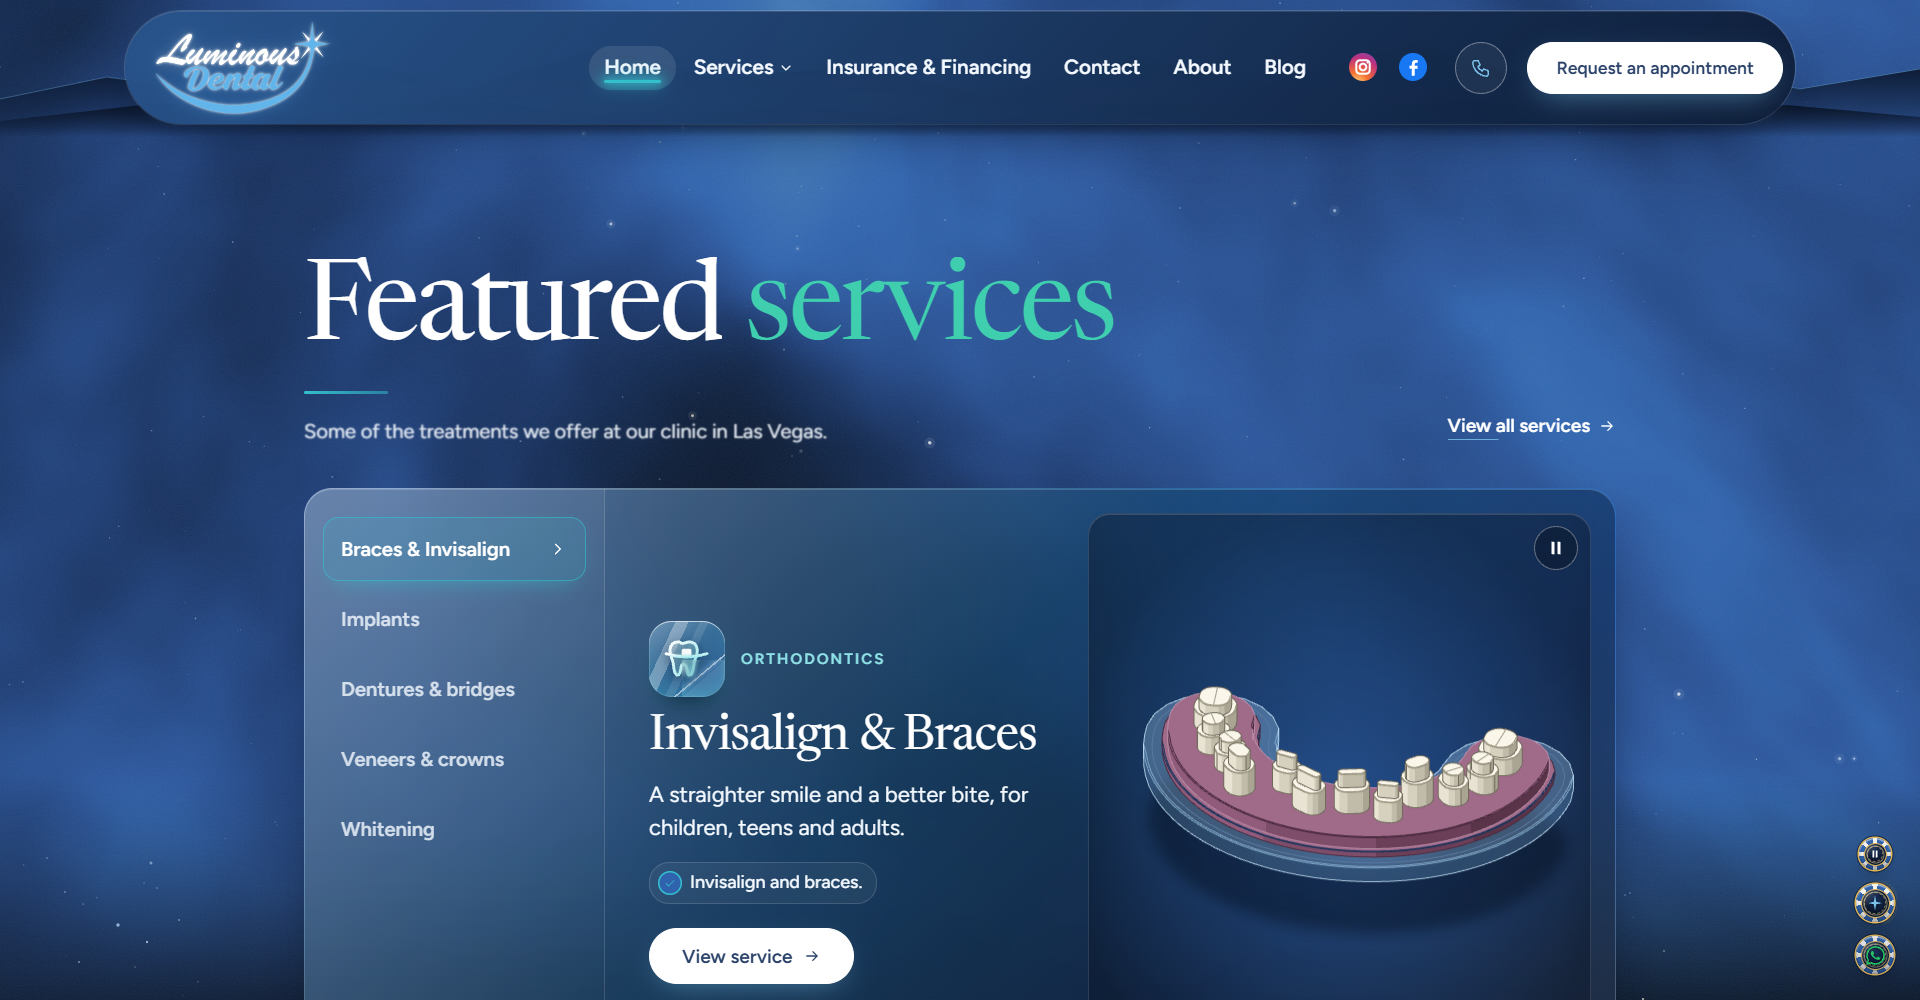 Luminous
Dental
Home
Services
Insurance & Financing
Contact
About
Blog
Request an appointment
Featured services
Some of the treatments we offer at our clinic in Las Vegas.
View all services
Braces & Invisalign
Implants
Dentures & bridges
Veneers & crowns
Whitening
ORTHODONTICS
Invisalign & Braces
A straighter smile and a better bite, for
children, teens and adults.
Invisalign and braces.
View service